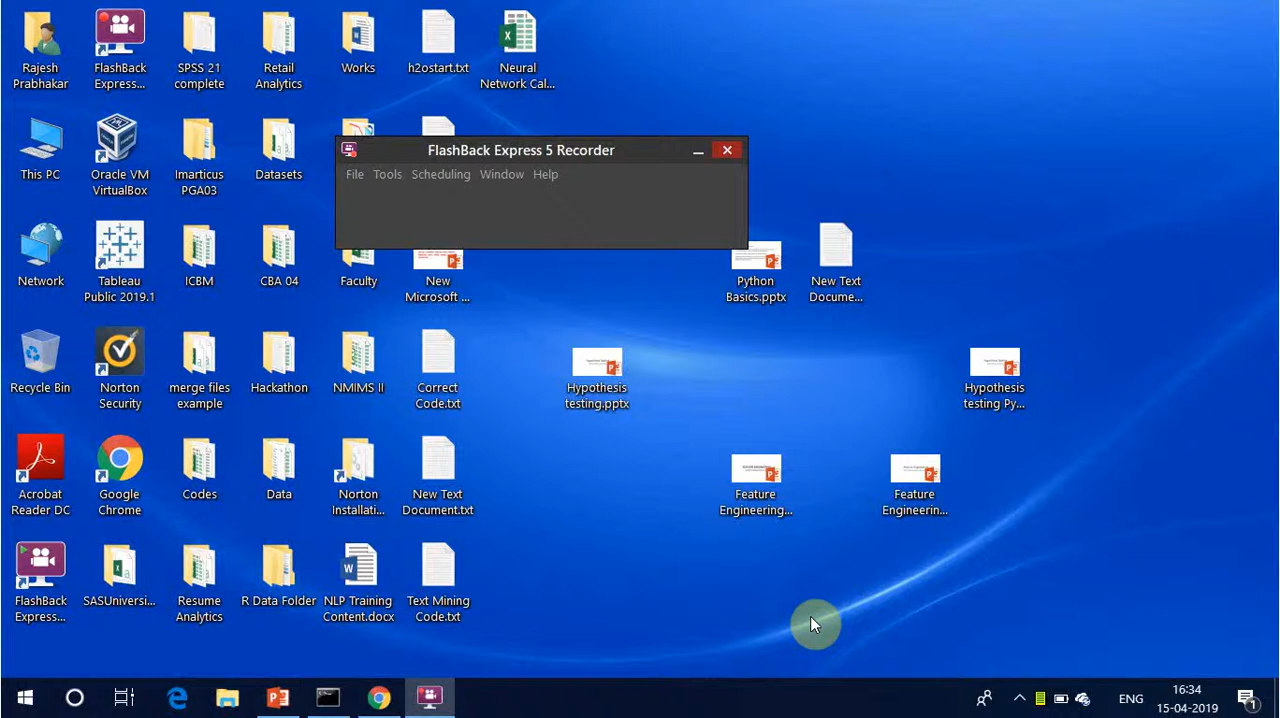 Rajesh
Prabhakar
FlashBack
Express...
SPSS 21
complete
Retail
Analytics
Works
h2ostart.txt
Neural
Network Cal...
FlashBack Express 5 Recorder
File Tools Scheduling Window Help
This PC
Oracle VM
VirtualBox
Imarticus
PGA03
Datasets
Network
Tableau
Public 2019.1
ICBM
CBA 04
Faculty
New
Microsoft ...
Python
Basics.pptx
New Text
Docume...
Recycle Bin
Norton
Security
merge files
example
Hackathon
NMIMS II
Correct
Code.txt
Hypothesis
testing.pptx
Hypothesis
testing Py...
Acrobat
Reader DC
Google
Chrome
Codes
Data
Norton
Installati...
New Text
Document.txt
Feature
Engineering...
Feature
Engineerin...
FlashBack
Express...
SASUniversi...
Resume
Analytics
R Data Folder
NLP Training
Content.docx
Text Mining
Code.txt
ENG
16:34
15-04-2019
1